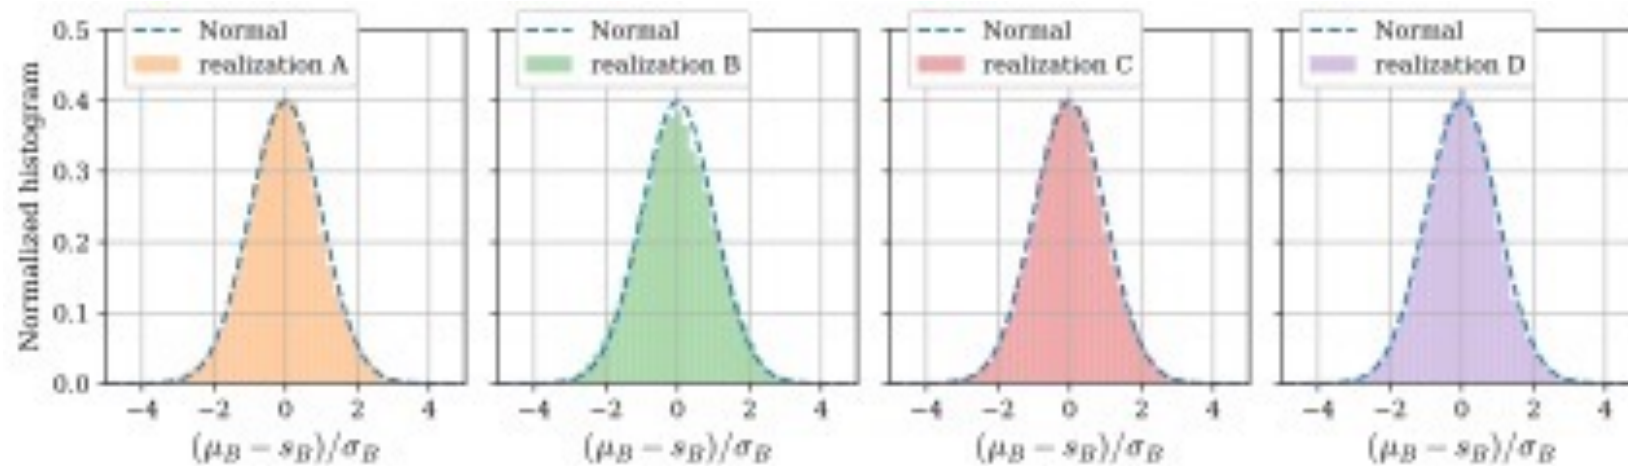 Normal Normal Normal Normal
realization A realization B realization C realization D
Normalized histogram
0.5
0.4
0.3
0.2
0.1
0.0
−4 −2 0 2 4 −4 −2 0 2 4 −4 −2 0 2 4 −4 −2 0 2 4
(μ_B − s_B)/σ_B (μ_B − s_B)/σ_B (μ_B − s_B)/σ_B (μ_B − s_B)/σ_B